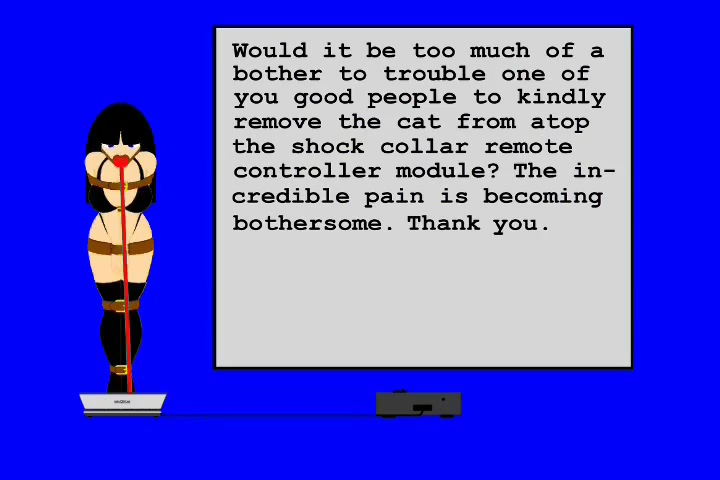 Would it be too much of a
bother to trouble one of
you good people to kindly
remove the cat from atop
the shock collar remote
controller module? The in-
credible pain is becoming
bothersome. Thank you.